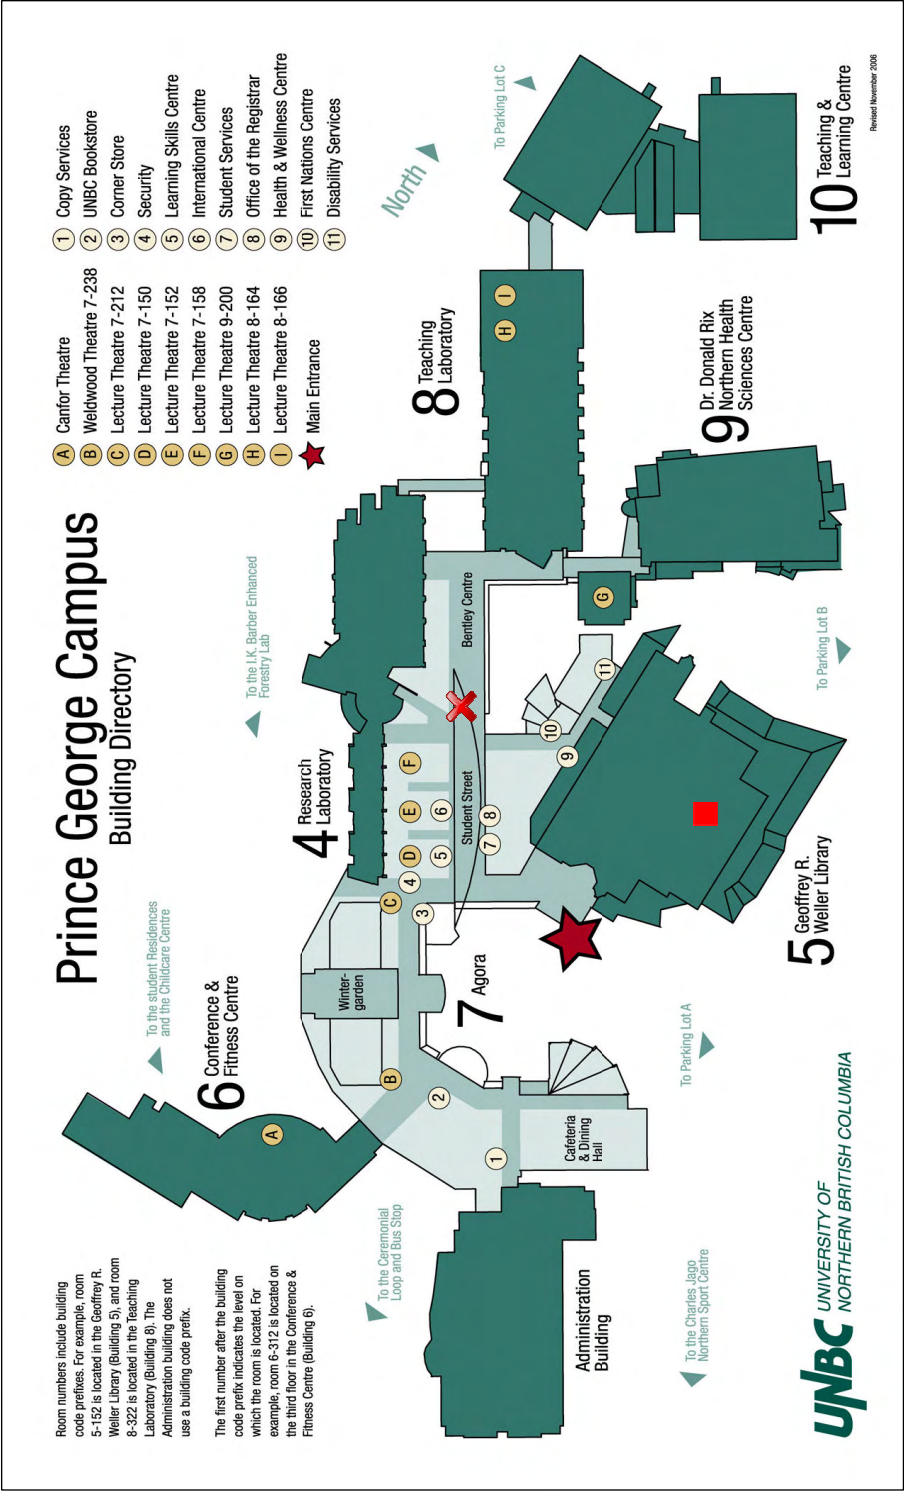 Prince George Campus
Building Directory
A Canfor Theatre
B Weldwood Theatre 7-238
C Lecture Theatre 7-212
D Lecture Theatre 7-150
E Lecture Theatre 7-152
F Lecture Theatre 7-158
G Lecture Theatre 9-200
H Lecture Theatre 8-164
I Lecture Theatre 8-166
Main Entrance
1 Copy Services
2 UNBC Bookstore
3 Corner Store
4 Security
5 Learning Skills Centre
6 International Centre
7 Student Services
8 Office of the Registrar
9 Health & Wellness Centre
10 First Nations Centre
11 Disability Services
Room numbers include building
code prefixes. For example, room
5-152 is located in the Geoffrey R.
Weller Library (Building 5), and room
8-322 is located in the Teaching
Laboratory (Building 8). The
Administration building does not
use a building code prefix.
The first number after the building
code prefix indicates the level on
which the room is located. For
example, room 6-312 is located on
the third floor in the Conference &
Fitness Centre (Building 6).
To the student Residences
and the Childcare Centre
6 Conference &
Fitness Centre
A
To the I.K. Barber Enhanced
Forestry Lab
4 Research
Laboratory
North
To Parking Lot C
8 Teaching
Laboratory
H
I
10 Teaching &
Learning Centre
Revised November 2006
9 Dr. Donald Rix
Northern Health
Sciences Centre
G
Bentley Centre
Student Street
F
E
D
C
6
5
4
3
8
7
11
10
9
Winter-
garden
7 Agora
B
2
1
Cafeteria
& Dining
Hall
To the Ceremonial
Loop and Bus Stop
Administration
Building
To the Charles Jago
Northern Sport Centre
To Parking Lot A
5 Geoffrey R.
Weller Library
To Parking Lot B
UNBC UNIVERSITY OF
NORTHERN BRITISH COLUMBIA